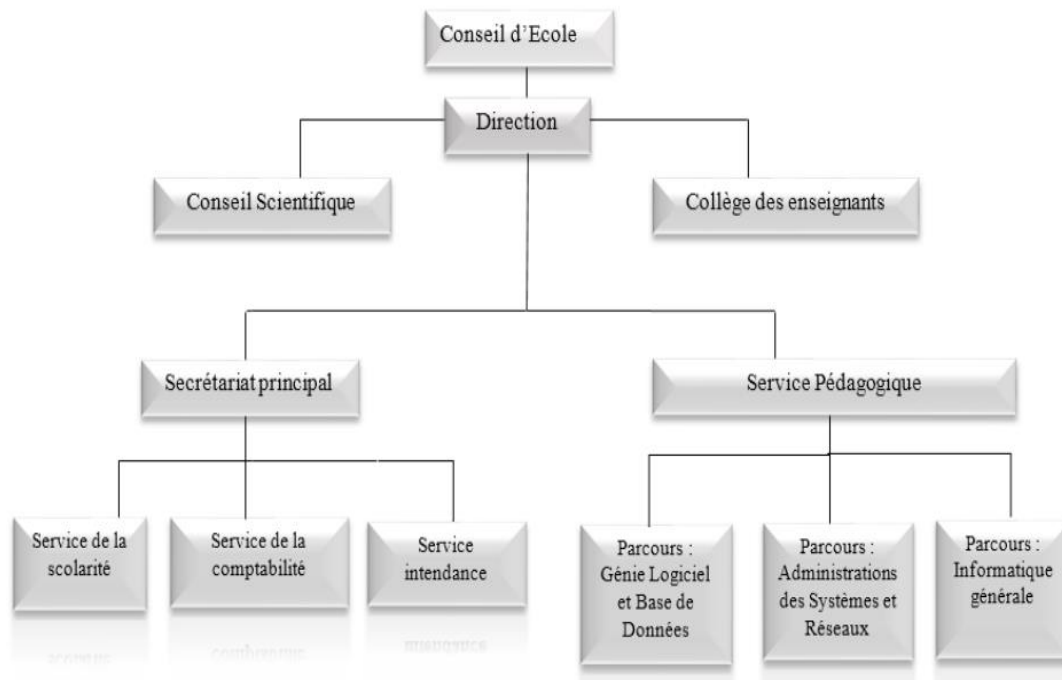 Conseil d'Ecole
Direction
Conseil Scientifique
Collège des enseignants
Secrétariat principal
Service Pédagogique
Service de la
scolarité
Service de la
comptabilité
Service
intendance
Parcours :
Génie Logiciel
et Base de
Données
Parcours :
Administrations
des Systèmes et
Réseaux
Parcours :
Informatique
générale